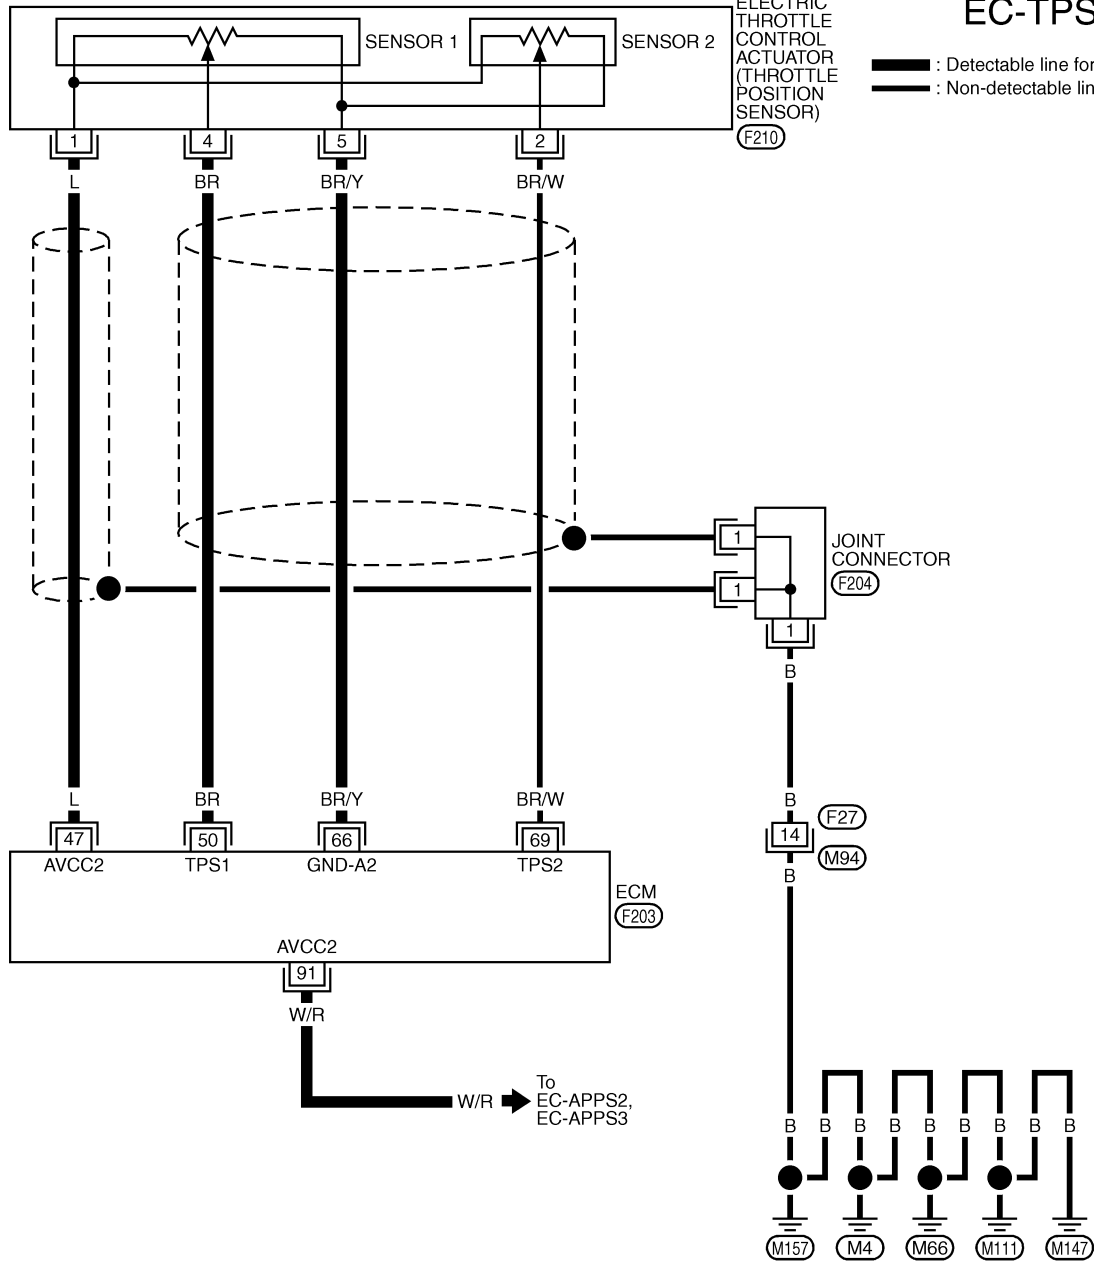 ELECTRIC
THROTTLE
CONTROL
ACTUATOR
(THROTTLE
POSITION
SENSOR)
F210
EC-TPS
: Detectable line for
: Non-detectable lin
SENSOR 1
SENSOR 2
1 4 5 2
L BR BR/Y BR/W
1
JOINT
CONNECTOR
F204
1
1
B
L BR BR/Y BR/W
B
47 50 66 69
AVCC2 TPS1 GND-A2 TPS2
14
F27
M94
B
ECM
F203
AVCC2
91
W/R
W/R
To
EC-APPS2,
EC-APPS3
B B B B B B B B B
M157 M4 M66 M111 M147